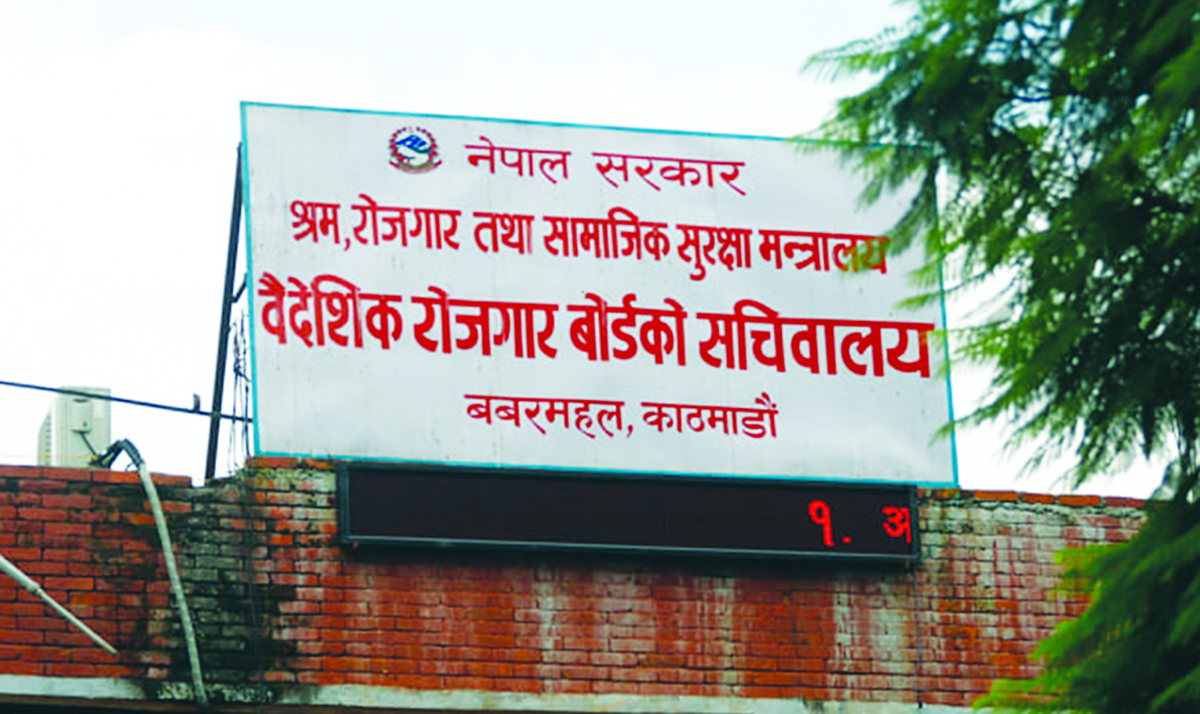 नेपाल सरकार
श्रम, रोजगार तथा सामाजिक सुरक्षा मन्त्रालय
वैदेशिक रोजगार बोर्डको सचिवालय
बबरमहल, काठमाडौं
१. अ